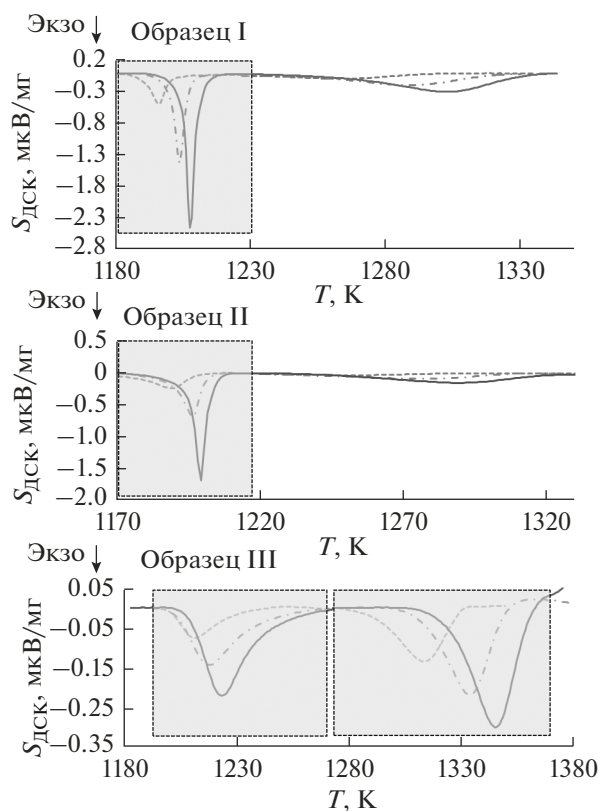 Экзо ↓ Образец I
0.2
−0.3
−0.8
−1.3
−1.8
−2.3
−2.8
S_ДСК, мкВ/мг
1180 1230 1280 1330
T, K
Экзо ↓ Образец II
0.5
0
−0.5
−1.0
−1.5
−2.0
S_ДСК, мкВ/мг
1170 1220 1270 1320
T, K
Экзо ↓ Образец III
0.05
−0.05
−0.15
−0.25
−0.35
S_ДСК, мкВ/мг
1180 1230 1280 1330 1380
T, K